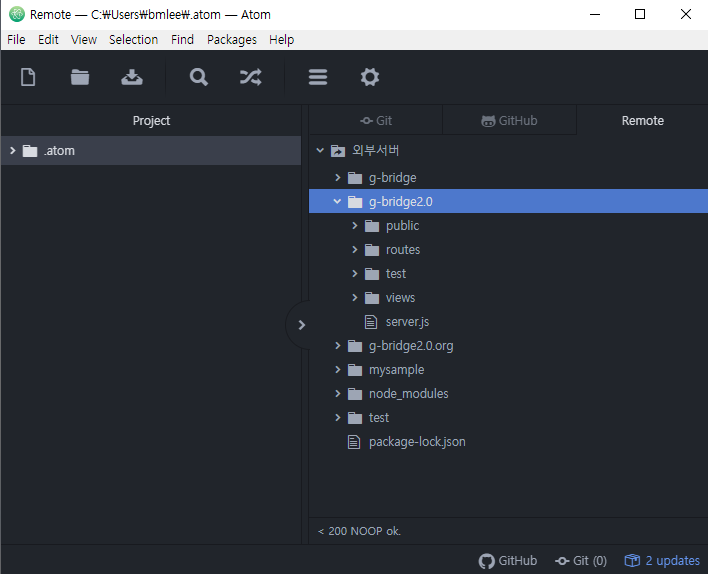 Remote — C:₩Users₩bmlee₩.atom — Atom
File Edit View Selection Find Packages Help
Project
.atom
Git GitHub Remote
외부서버
g-bridge
g-bridge2.0
public
routes
test
views
server.js
g-bridge2.0.org
mysample
node_modules
test
package-lock.json
< 200 NOOP ok.
GitHub Git (0) 2 updates